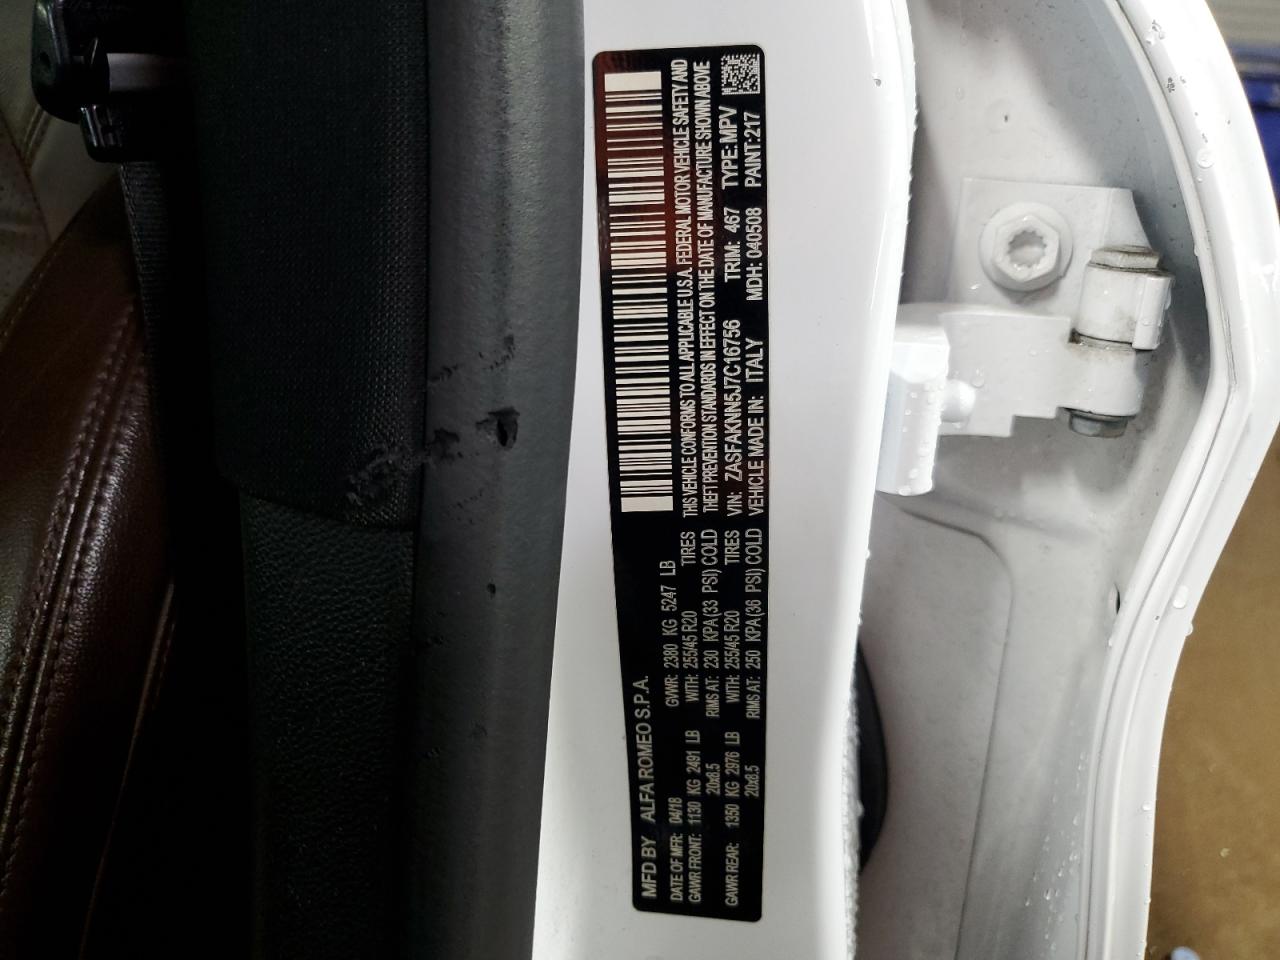 MFD BY ALFA ROMEO S.P.A.
DATE OF MFR: 04/18 GVWR: 2380 KG 5247 LB
GAWR FRONT: 1130 KG 2491 LB WITH: 255/45 R20 TIRES
20x8.5 RIMS AT: 230 KPA(33 PSI) COLD
GAWR REAR: 1350 KG 2976 LB WITH: 255/45 R20 TIRES
20x8.5 RIMS AT: 250 KPA(36 PSI) COLD
THIS VEHICLE CONFORMS TO ALL APPLICABLE U.S.A. FEDERAL MOTOR VEHICLE SAFETY AND
THEFT PREVENTION STANDARDS IN EFFECT ON THE DATE OF MANUFACTURE SHOWN ABOVE
VIN: ZASFAKNN5J7C16756 TRIM: 467 TYPE:MPV
VEHICLE MADE IN: ITALY MDH: 040508 PAINT:217